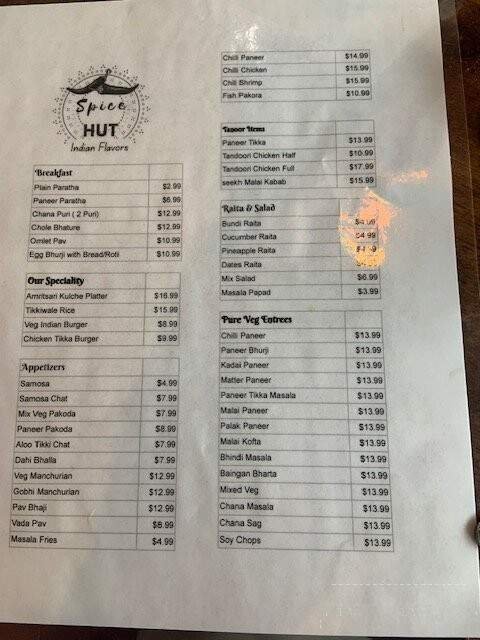 Spice
HUT
Indian Flavors
Breakfast
Plain Paratha $2.99
Paneer Paratha $6.99
Chana Puri ( 2 Puri) $12.99
Chole Bhature $12.99
Omlet Pav $10.99
Egg Bhurji with Bread/Roti $10.99
Our Speciality
Amritsari Kulche Platter $16.99
Tikkiwale Rice $15.99
Veg Indian Burger $8.99
Chicken Tikka Burger $9.99
Appetizers
Samosa $4.99
Samosa Chat $7.99
Mix Veg Pakoda $7.99
Paneer Pakoda $8.99
Aloo Tikki Chat $7.99
Dahi Bhalla $7.99
Veg Manchurian $12.99
Gobhi Manchurian $12.99
Pav Bhaji $12.99
Vada Pav $8.99
Masala Fries $4.99
Chilli Paneer $14.99
Chilli Chicken $15.99
Chili Shrimp $15.99
Fish Pakora $10.99
Tanoor Items
Paneer Tikka $13.99
Tandoori Chicken Half $10.99
Tandoori Chicken Full $17.99
seekh Malai Kabab $15.99
Raita & Salad
Bundi Raita
Cucumber Raita
Pineapple Raita
Dates Raita
Mix Salad $6.99
Masala Papad $3.99
Pure Veg Entrees
Chilli Paneer $13.99
Paneer Bhurji $13.99
Kadai Paneer $13.99
Matter Paneer $13.99
Paneer Tikka Masala $13.99
Malai Paneer $13.99
Palak Paneer $13.99
Malai Kofta $13.99
Bhindi Masala $13.99
Baingan Bharta $13.99
Mixed Veg $13.99
Chana Masala $13.99
Chana Sag $13.99
Soy Chops $13.99